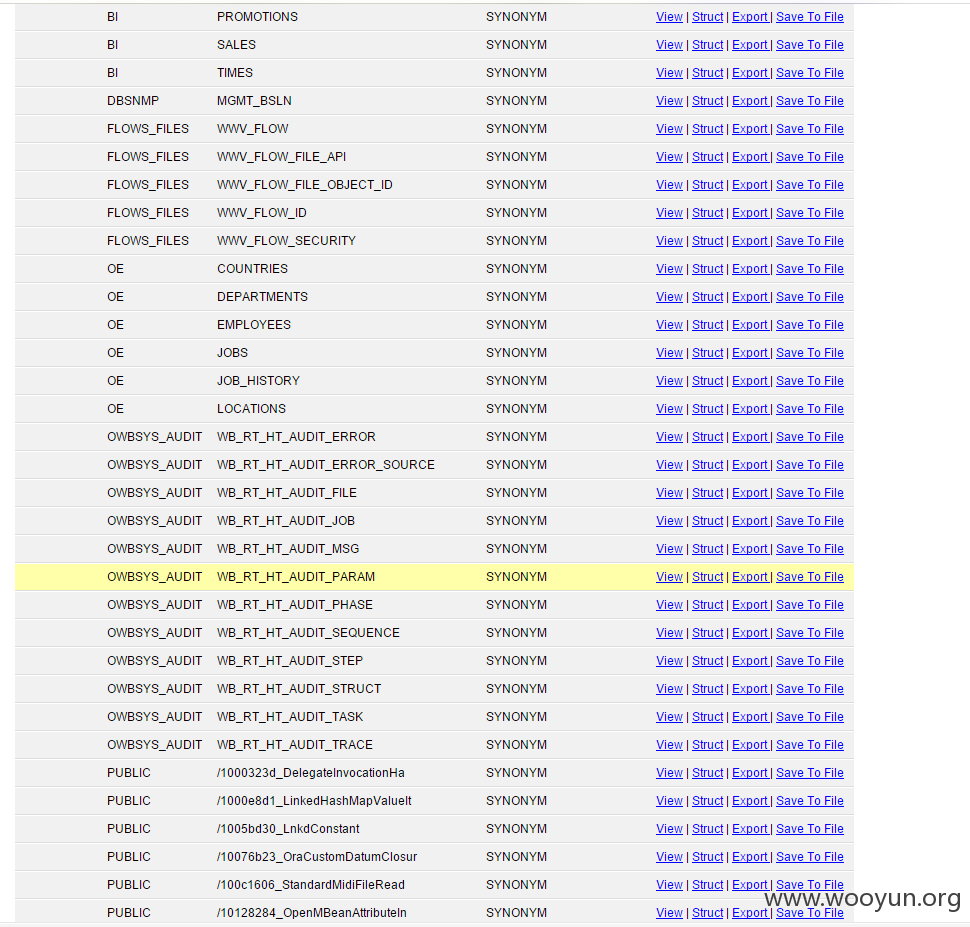 BI PROMOTIONS SYNONYM View | Struct | Export | Save To File
BI SALES SYNONYM View | Struct | Export | Save To File
BI TIMES SYNONYM View | Struct | Export | Save To File
DBSNMP MGMT_BSLN SYNONYM View | Struct | Export | Save To File
FLOWS_FILES WWV_FLOW SYNONYM View | Struct | Export | Save To File
FLOWS_FILES WWV_FLOW_FILE_API SYNONYM View | Struct | Export | Save To File
FLOWS_FILES WWV_FLOW_FILE_OBJECT_ID SYNONYM View | Struct | Export | Save To File
FLOWS_FILES WWV_FLOW_ID SYNONYM View | Struct | Export | Save To File
FLOWS_FILES WWV_FLOW_SECURITY SYNONYM View | Struct | Export | Save To File
OE COUNTRIES SYNONYM View | Struct | Export | Save To File
OE DEPARTMENTS SYNONYM View | Struct | Export | Save To File
OE EMPLOYEES SYNONYM View | Struct | Export | Save To File
OE JOBS SYNONYM View | Struct | Export | Save To File
OE JOB_HISTORY SYNONYM View | Struct | Export | Save To File
OE LOCATIONS SYNONYM View | Struct | Export | Save To File
OWBSYS_AUDIT WB_RT_HT_AUDIT_ERROR SYNONYM View | Struct | Export | Save To File
OWBSYS_AUDIT WB_RT_HT_AUDIT_ERROR_SOURCE SYNONYM View | Struct | Export | Save To File
OWBSYS_AUDIT WB_RT_HT_AUDIT_FILE SYNONYM View | Struct | Export | Save To File
OWBSYS_AUDIT WB_RT_HT_AUDIT_JOB SYNONYM View | Struct | Export | Save To File
OWBSYS_AUDIT WB_RT_HT_AUDIT_MSG SYNONYM View | Struct | Export | Save To File
OWBSYS_AUDIT WB_RT_HT_AUDIT_PARAM SYNONYM View | Struct | Export | Save To File
OWBSYS_AUDIT WB_RT_HT_AUDIT_PHASE SYNONYM View | Struct | Export | Save To File
OWBSYS_AUDIT WB_RT_HT_AUDIT_SEQUENCE SYNONYM View | Struct | Export | Save To File
OWBSYS_AUDIT WB_RT_HT_AUDIT_STEP SYNONYM View | Struct | Export | Save To File
OWBSYS_AUDIT WB_RT_HT_AUDIT_STRUCT SYNONYM View | Struct | Export | Save To File
OWBSYS_AUDIT WB_RT_HT_AUDIT_TASK SYNONYM View | Struct | Export | Save To File
OWBSYS_AUDIT WB_RT_HT_AUDIT_TRACE SYNONYM View | Struct | Export | Save To File
PUBLIC /1000323d_DelegateInvocationHa SYNONYM View | Struct | Export | Save To File
PUBLIC /1000e8d1_LinkedHashMapValueIt SYNONYM View | Struct | Export | Save To File
PUBLIC /1005bd30_LnkdConstant SYNONYM View | Struct | Export | Save To File
PUBLIC /10076b23_OraCustomDatumClosur SYNONYM View | Struct | Export | Save To File
PUBLIC /100c1606_StandardMidiFileRead SYNONYM View | Struct | Export | Save To File
PUBLIC /10128284_OpenMBeanAttributeIn SYNONYM View | Struct | Export | Save To File
www.wooyun.org